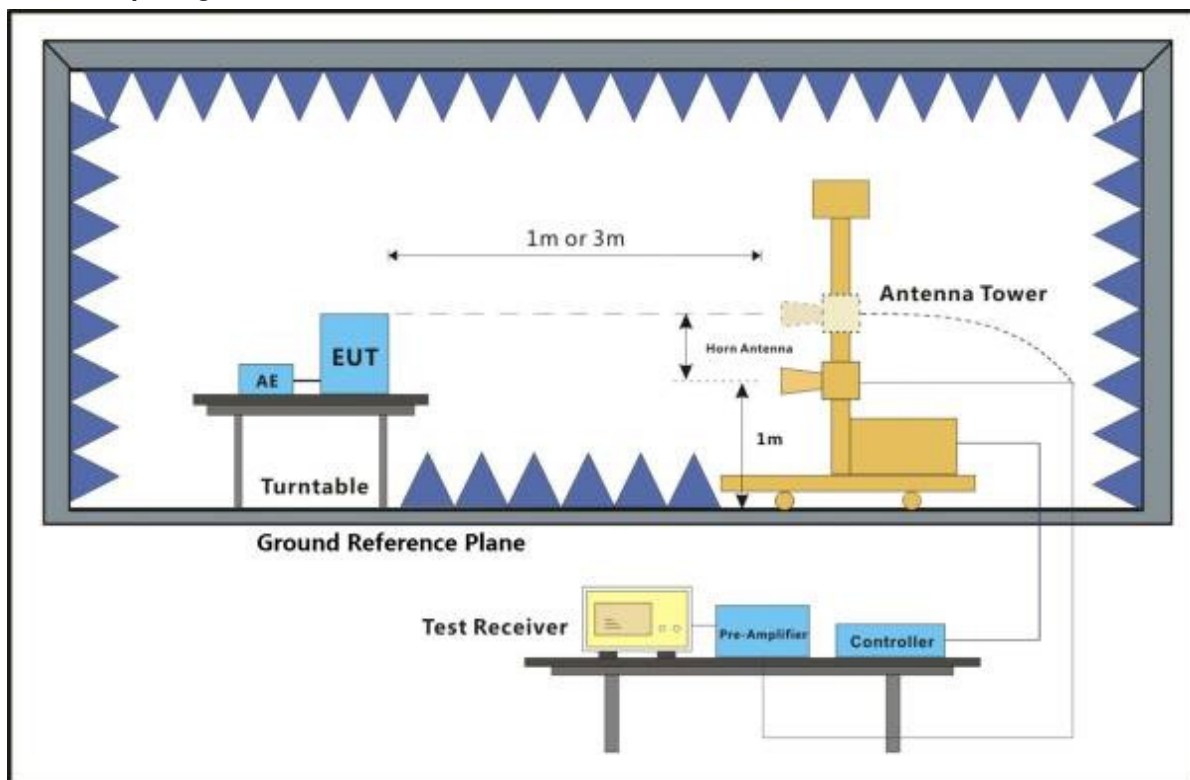 1m or 3m
Antenna Tower
EUT
Horn Antenna
AE
1m
Turntable
Ground Reference Plane
Test Receiver
Pre-Amplifier
Controller